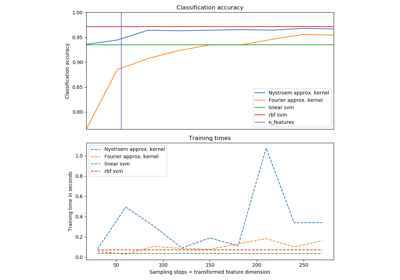 Classification accuracy
1.00
0.95
0.90
0.85
0.80
Classification accuracy
Nystroem approx. kernel
Fourier approx. kernel
linear svm
rbf svm
n_features
Training times
1.0
0.8
0.6
0.4
0.2
0.0
Training time in seconds
Nystroem approx. kernel
Fourier approx. kernel
linear svm
rbf svm
50
100
150
200
250
Sampling steps = transformed feature dimension